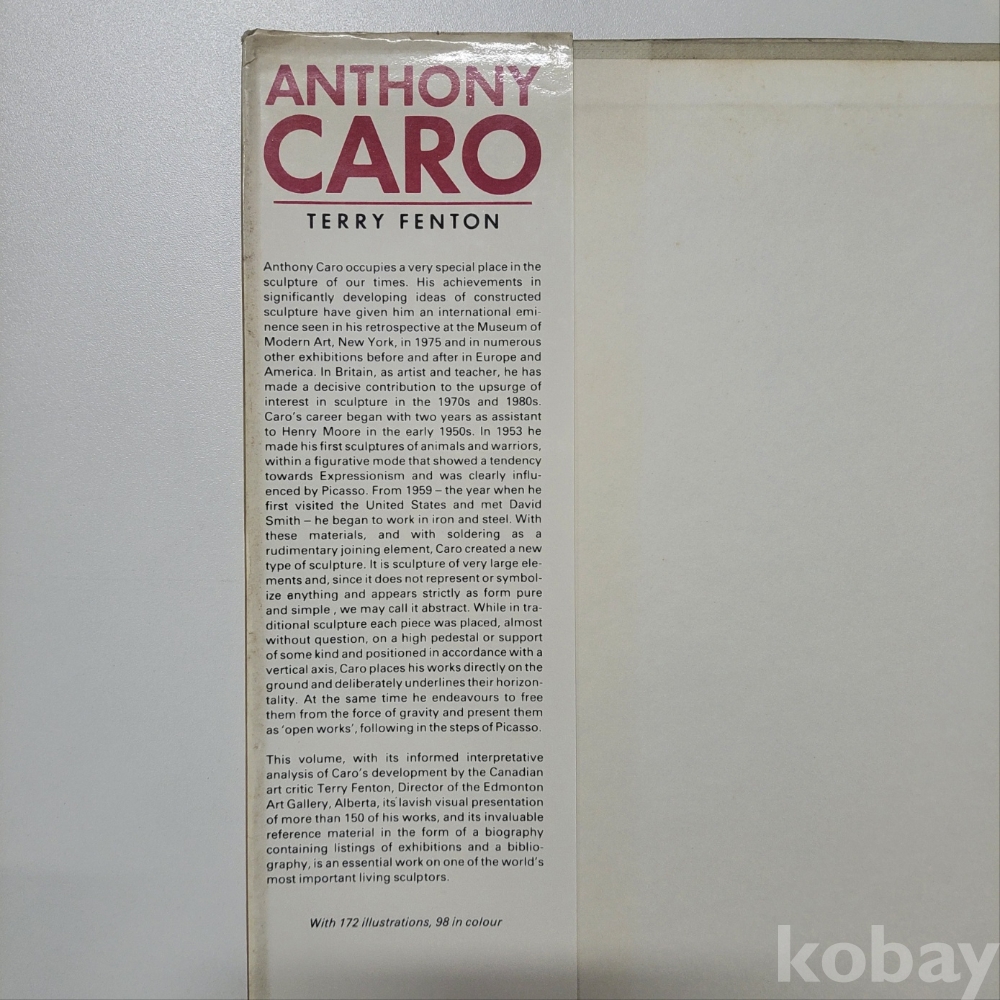 ANTHONY
CARO
TERRY FENTON
Anthony Caro occupies a very special place in the
sculpture of our times. His achievements in
significantly developing ideas of constructed
sculpture have given him an international emi-
nence seen in his retrospective at the Museum of
Modern Art, New York, in 1975 and in numerous
other exhibitions before and after in Europe and
America. In Britain, as artist and teacher, he has
made a decisive contribution to the upsurge of
interest in sculpture in the 1970s and 1980s.
Caro's career began with two years as assistant
to Henry Moore in the early 1950s. In 1953 he
made his first sculptures of animals and warriors,
within a figurative mode that showed a tendency
towards Expressionism and was clearly influ-
enced by Picasso. From 1959 – the year when he
first visited the United States and met David
Smith – he began to work in iron and steel. With
these materials, and with soldering as a
rudimentary joining element, Caro created a new
type of sculpture. It is sculpture of very large ele-
ments and, since it does not represent or symbol-
ize anything and appears strictly as form pure
and simple , we may call it abstract. While in tra-
ditional sculpture each piece was placed, almost
without question, on a high pedestal or support
of some kind and positioned in accordance with a
vertical axis, Caro places his works directly on the
ground and deliberately underlines their horizon-
tality. At the same time he endeavours to free
them from the force of gravity and present them
as 'open works', following in the steps of Picasso.
This volume, with its informed interpretative
analysis of Caro's development by the Canadian
art critic Terry Fenton, Director of the Edmonton
Art Gallery, Alberta, its lavish visual presentation
of more than 150 of his works, and its invaluable
reference material in the form of a biography
containing listings of exhibitions and a biblio-
graphy, is an essential work on one of the world's
most important living sculptors.
With 172 illustrations, 98 in colour
kobay